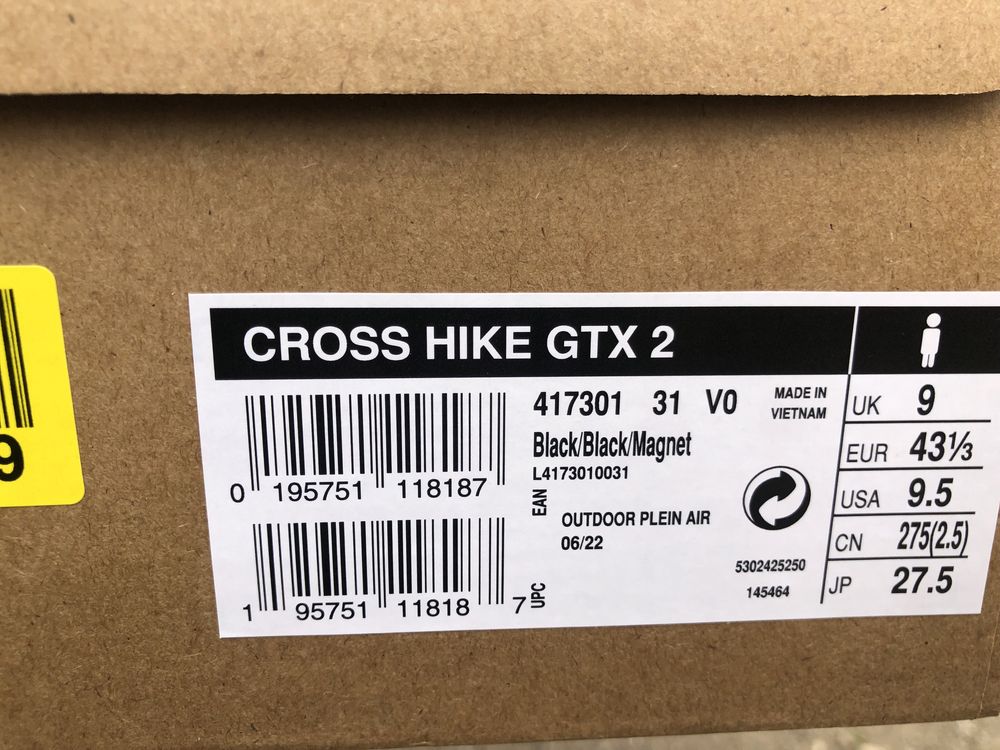 9
CROSS HIKE GTX 2
417301 31 V0
MADE IN
VIETNAM
Black/Black/Magnet
L4173010031
0 195751 118187
EAN
OUTDOOR PLEIN AIR
06/22
5302425250
145464
1 95751 11818 7
UPC
UK 9
EUR 43⅓
USA 9.5
CN 275(2.5)
JP 27.5